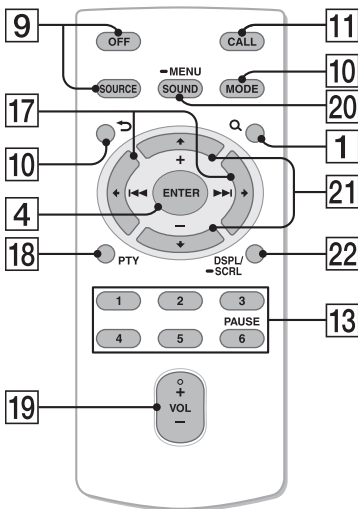 9
OFF
CALL
11
–MENU
SOURCE
SOUND
MODE
10
17
20
10
1
+
ENTER
21
4
–
18
PTY
DSPL/
–SCRL
22
1
2
3
PAUSE
4
5
6
13
+
VOL
–
19